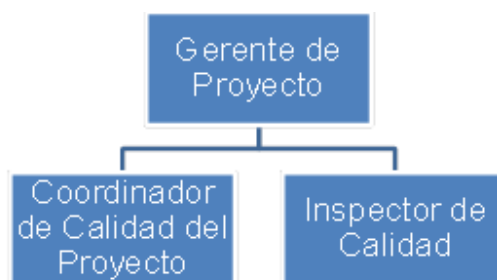 Gerente de
Proyecto
Coordinador
de Calidad del
Proyecto
Inspector de
Calidad